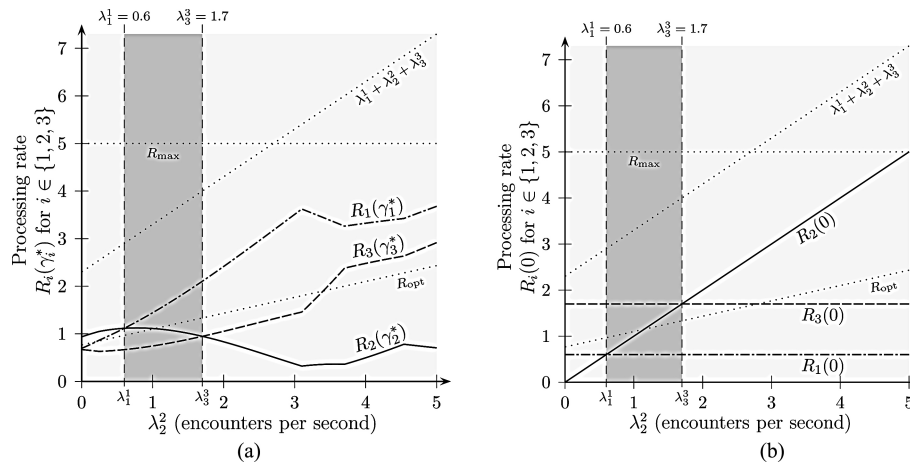 (a)
λ₁¹ = 0.6 λ₃³ = 1.7
Processing rate
Rᵢ(γᵢ*) for i ∈ {1, 2, 3}
7
6
5
4
3
2
1
0
λ₁¹ + λ₂² + λ₃³
Rmax
R₁(γ₁*)
R₃(γ₃*)
Ropt
R₂(γ₂*)
0 λ₁¹ 1 λ₃³ 2 3 4 5
λ₂² (encounters per second)
(a)
(b)
λ₁¹ = 0.6 λ₃³ = 1.7
Processing rate
Rᵢ(0) for i ∈ {1, 2, 3}
7
6
5
4
3
2
1
0
λ₁¹ + λ₂² + λ₃³
Rmax
R₂(0)
Ropt
R₃(0)
R₁(0)
0 λ₁¹ 1 λ₃³ 2 3 4 5
λ₂² (encounters per second)
(b)